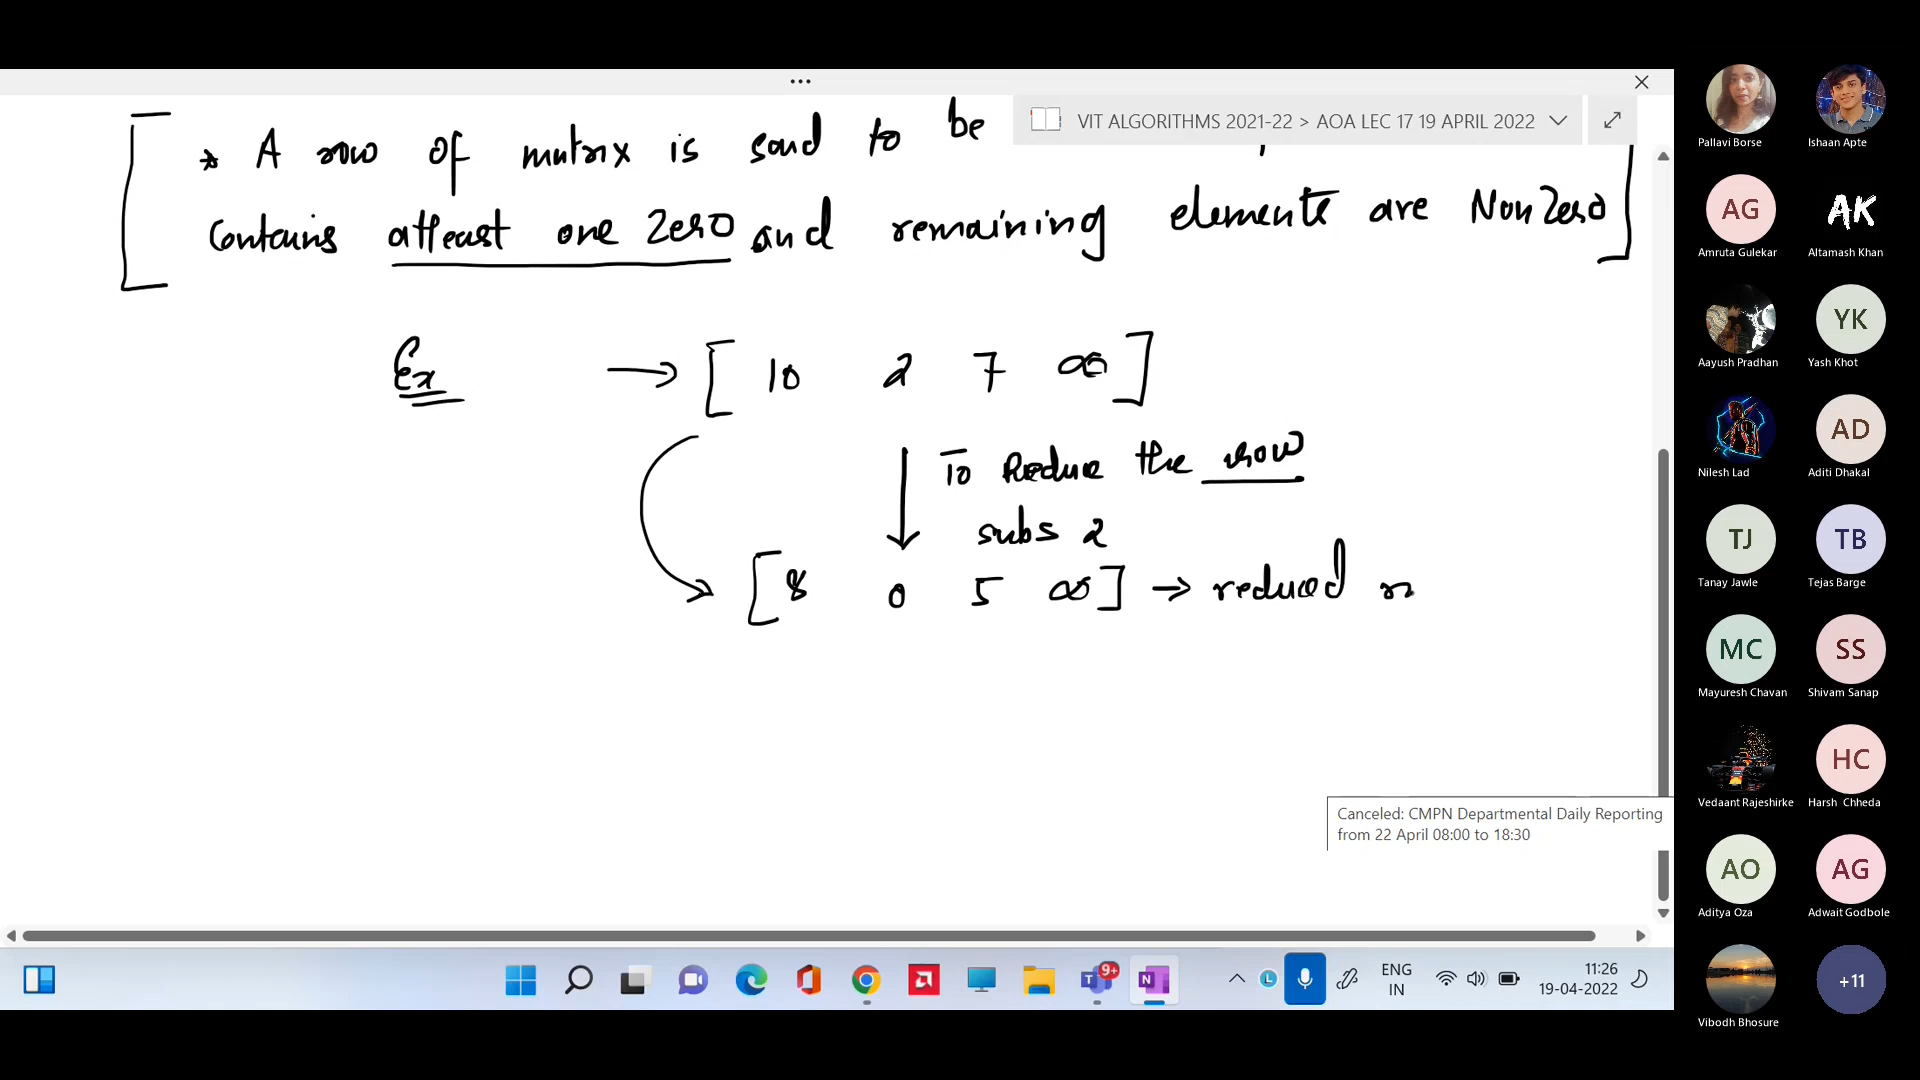 VIT ALGORITHMS 2021-22 > AOA LEC 17 19 APRIL 2022
* A row of matrix is said to be
contains atleast one Zero and remaining elements are Non Zero
Ex → [ 10 2 7 ∞ ]
To Reduce the row
subs 2
[ 8 0 5 ∞ ] → reduced r
Canceled: CMPN Departmental Daily Reporting
from 22 April 08:00 to 18:30
Pallavi Borse
Ishaan Apte
AG
AK
Amruta Gulekar
Altamash Khan
YK
Aayush Pradhan
Yash Khot
AD
Nilesh Lad
Aditi Dhakal
TJ
TB
Tanay Jawle
Tejas Barge
MC
SS
Mayuresh Chavan
Shivam Sanap
HC
Vedaant Rajeshirke
Harsh Chheda
AO
AG
Aditya Oza
Adwait Godbole
+11
Vibodh Bhosure
9+
T
N
ENG
IN
11:26
19-04-2022